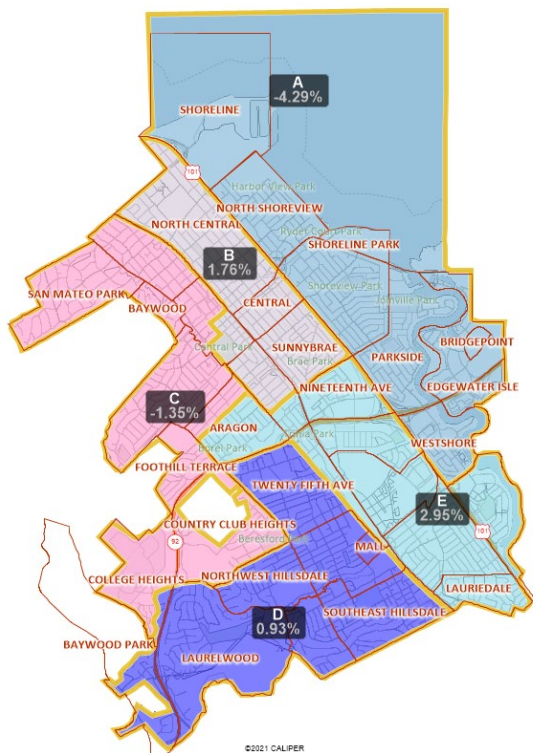 A
-4.29%
SHORELINE
101
Harbor View Park
NORTH SHOREVIEW
NORTH CENTRAL
Ryder Court Park
SHORELINE PARK
B
1.76%
SAN MATEO PARK
BAYWOOD
CENTRAL
Shoreview Park
Joinville Park
BRIDGEPOINT
Central Park
SUNNYBRAE
Brae Park
PARKSIDE
NINETEENTH AVE
EDGEWATER ISLE
C
-1.35%
ARAGON
Borel Park
WESTSHORE
FOOTHILL TERRACE
TWENTY FIFTH AVE
E
2.95%
101
COUNTRY CLUB HEIGHTS
Beresford
92
MALL
COLLEGE HEIGHTS
NORTHWEST HILLSDALE
LAURIEDALE
SOUTHEAST HILLSDALE
D
0.93%
BAYWOOD PARK
LAURELWOOD
©2021 CALIPER